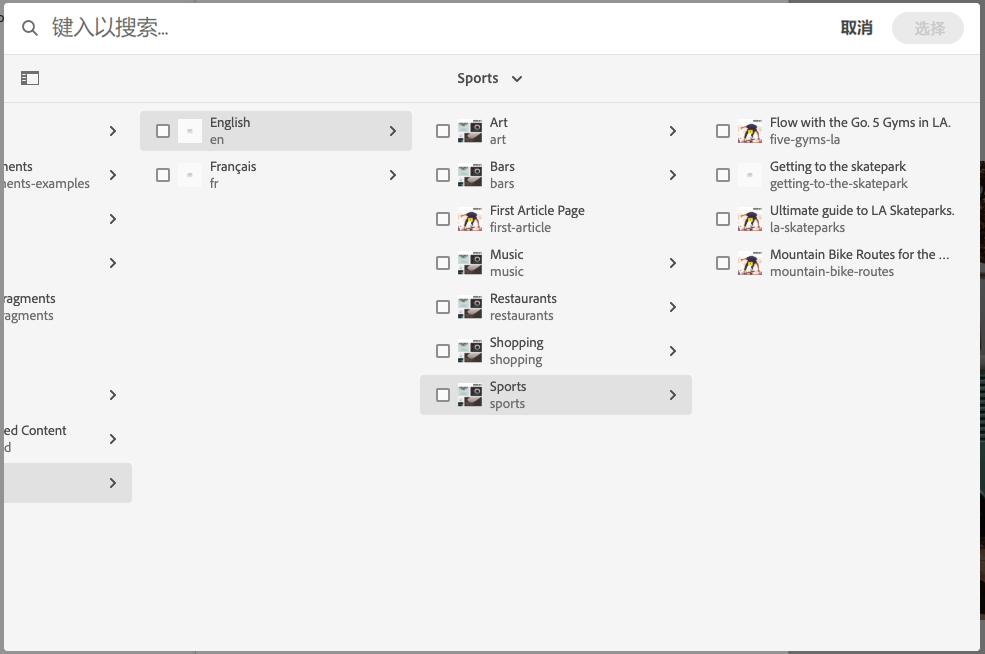 键入以搜索...
取消
选择
Sports
ments
ments-examples
ragments
ragments
ed Content
d
English
en
Français
fr
Art
art
Bars
bars
First Article Page
first-article
Music
music
Restaurants
restaurants
Shopping
shopping
Sports
sports
Flow with the Go. 5 Gyms in LA.
five-gyms-la
Getting to the skatepark
getting-to-the-skatepark
Ultimate guide to LA Skateparks.
la-skateparks
Mountain Bike Routes for the ...
mountain-bike-routes